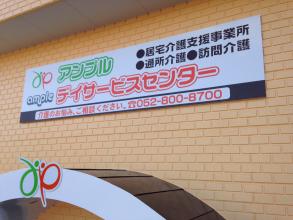 アンプル
ample デイサービスセンター
●居宅介護支援事業所
●通所介護●訪問介護
介護のお悩み、ご相談ください。☎052-800-8700